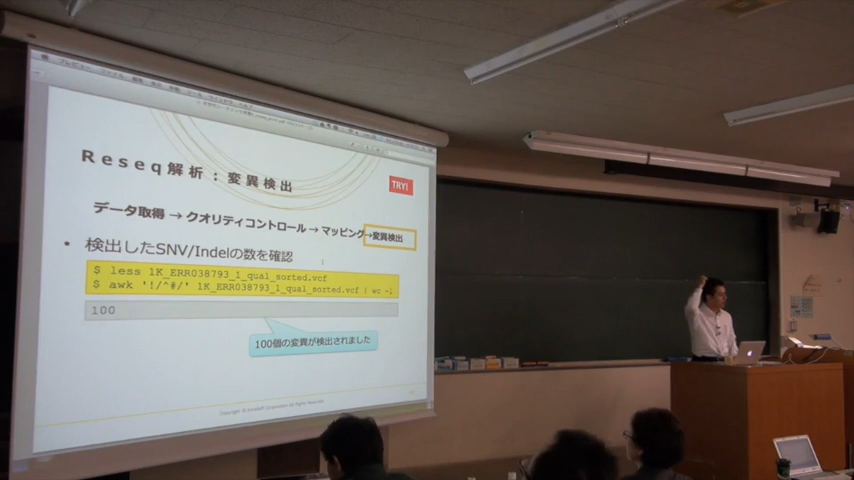 Reseq解析：変異検出
TRY!
データ取得 → クオリティコントロール → マッピング→変異検出
• 検出したSNV/Indelの数を確認
$ less 1K_ERR038793_1_qual_sorted.vcf
$ awk '!/^#/' 1K_ERR038793_1_qual_sorted.vcf | wc -l
100
100個の変異が検出されました